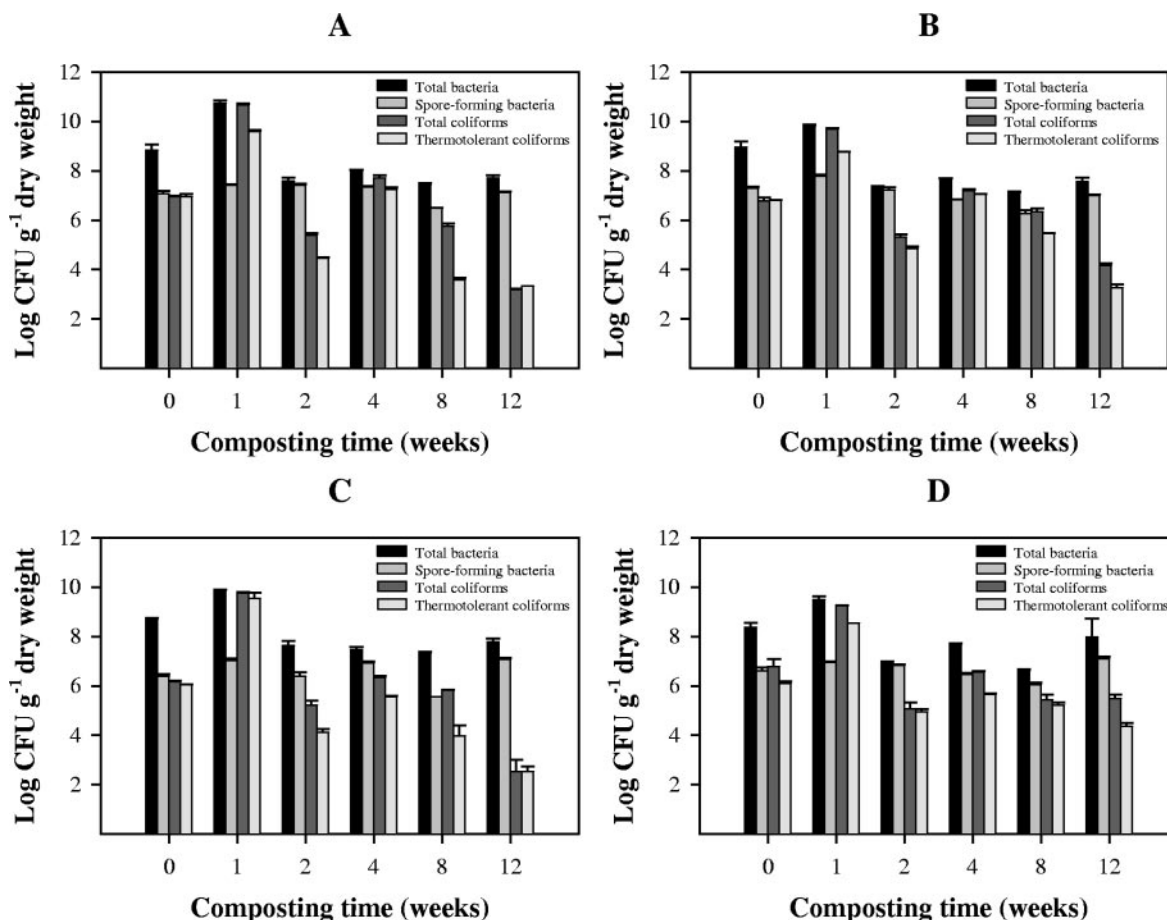 A
Log CFU g-1 dry weight
12
10
8
6
4
2
Total bacteria
Spore-forming bacteria
Total coliforms
Thermotolerant coliforms
0 1 2 4 8 12
Composting time (weeks)
B
Log CFU g-1 dry weight
12
10
8
6
4
2
Total bacteria
Spore-forming bacteria
Total coliforms
Thermotolerant coliforms
0 1 2 4 8 12
Composting time (weeks)
C
Log CFU g-1 dry weight
12
10
8
6
4
2
Total bacteria
Spore-forming bacteria
Total coliforms
Thermotolerant coliforms
0 1 2 4 8 12
Composting time (weeks)
D
Log CFU g-1 dry weight
12
10
8
6
4
2
Total bacteria
Spore-forming bacteria
Total coliforms
Thermotolerant coliforms
0 1 2 4 8 12
Composting time (weeks)